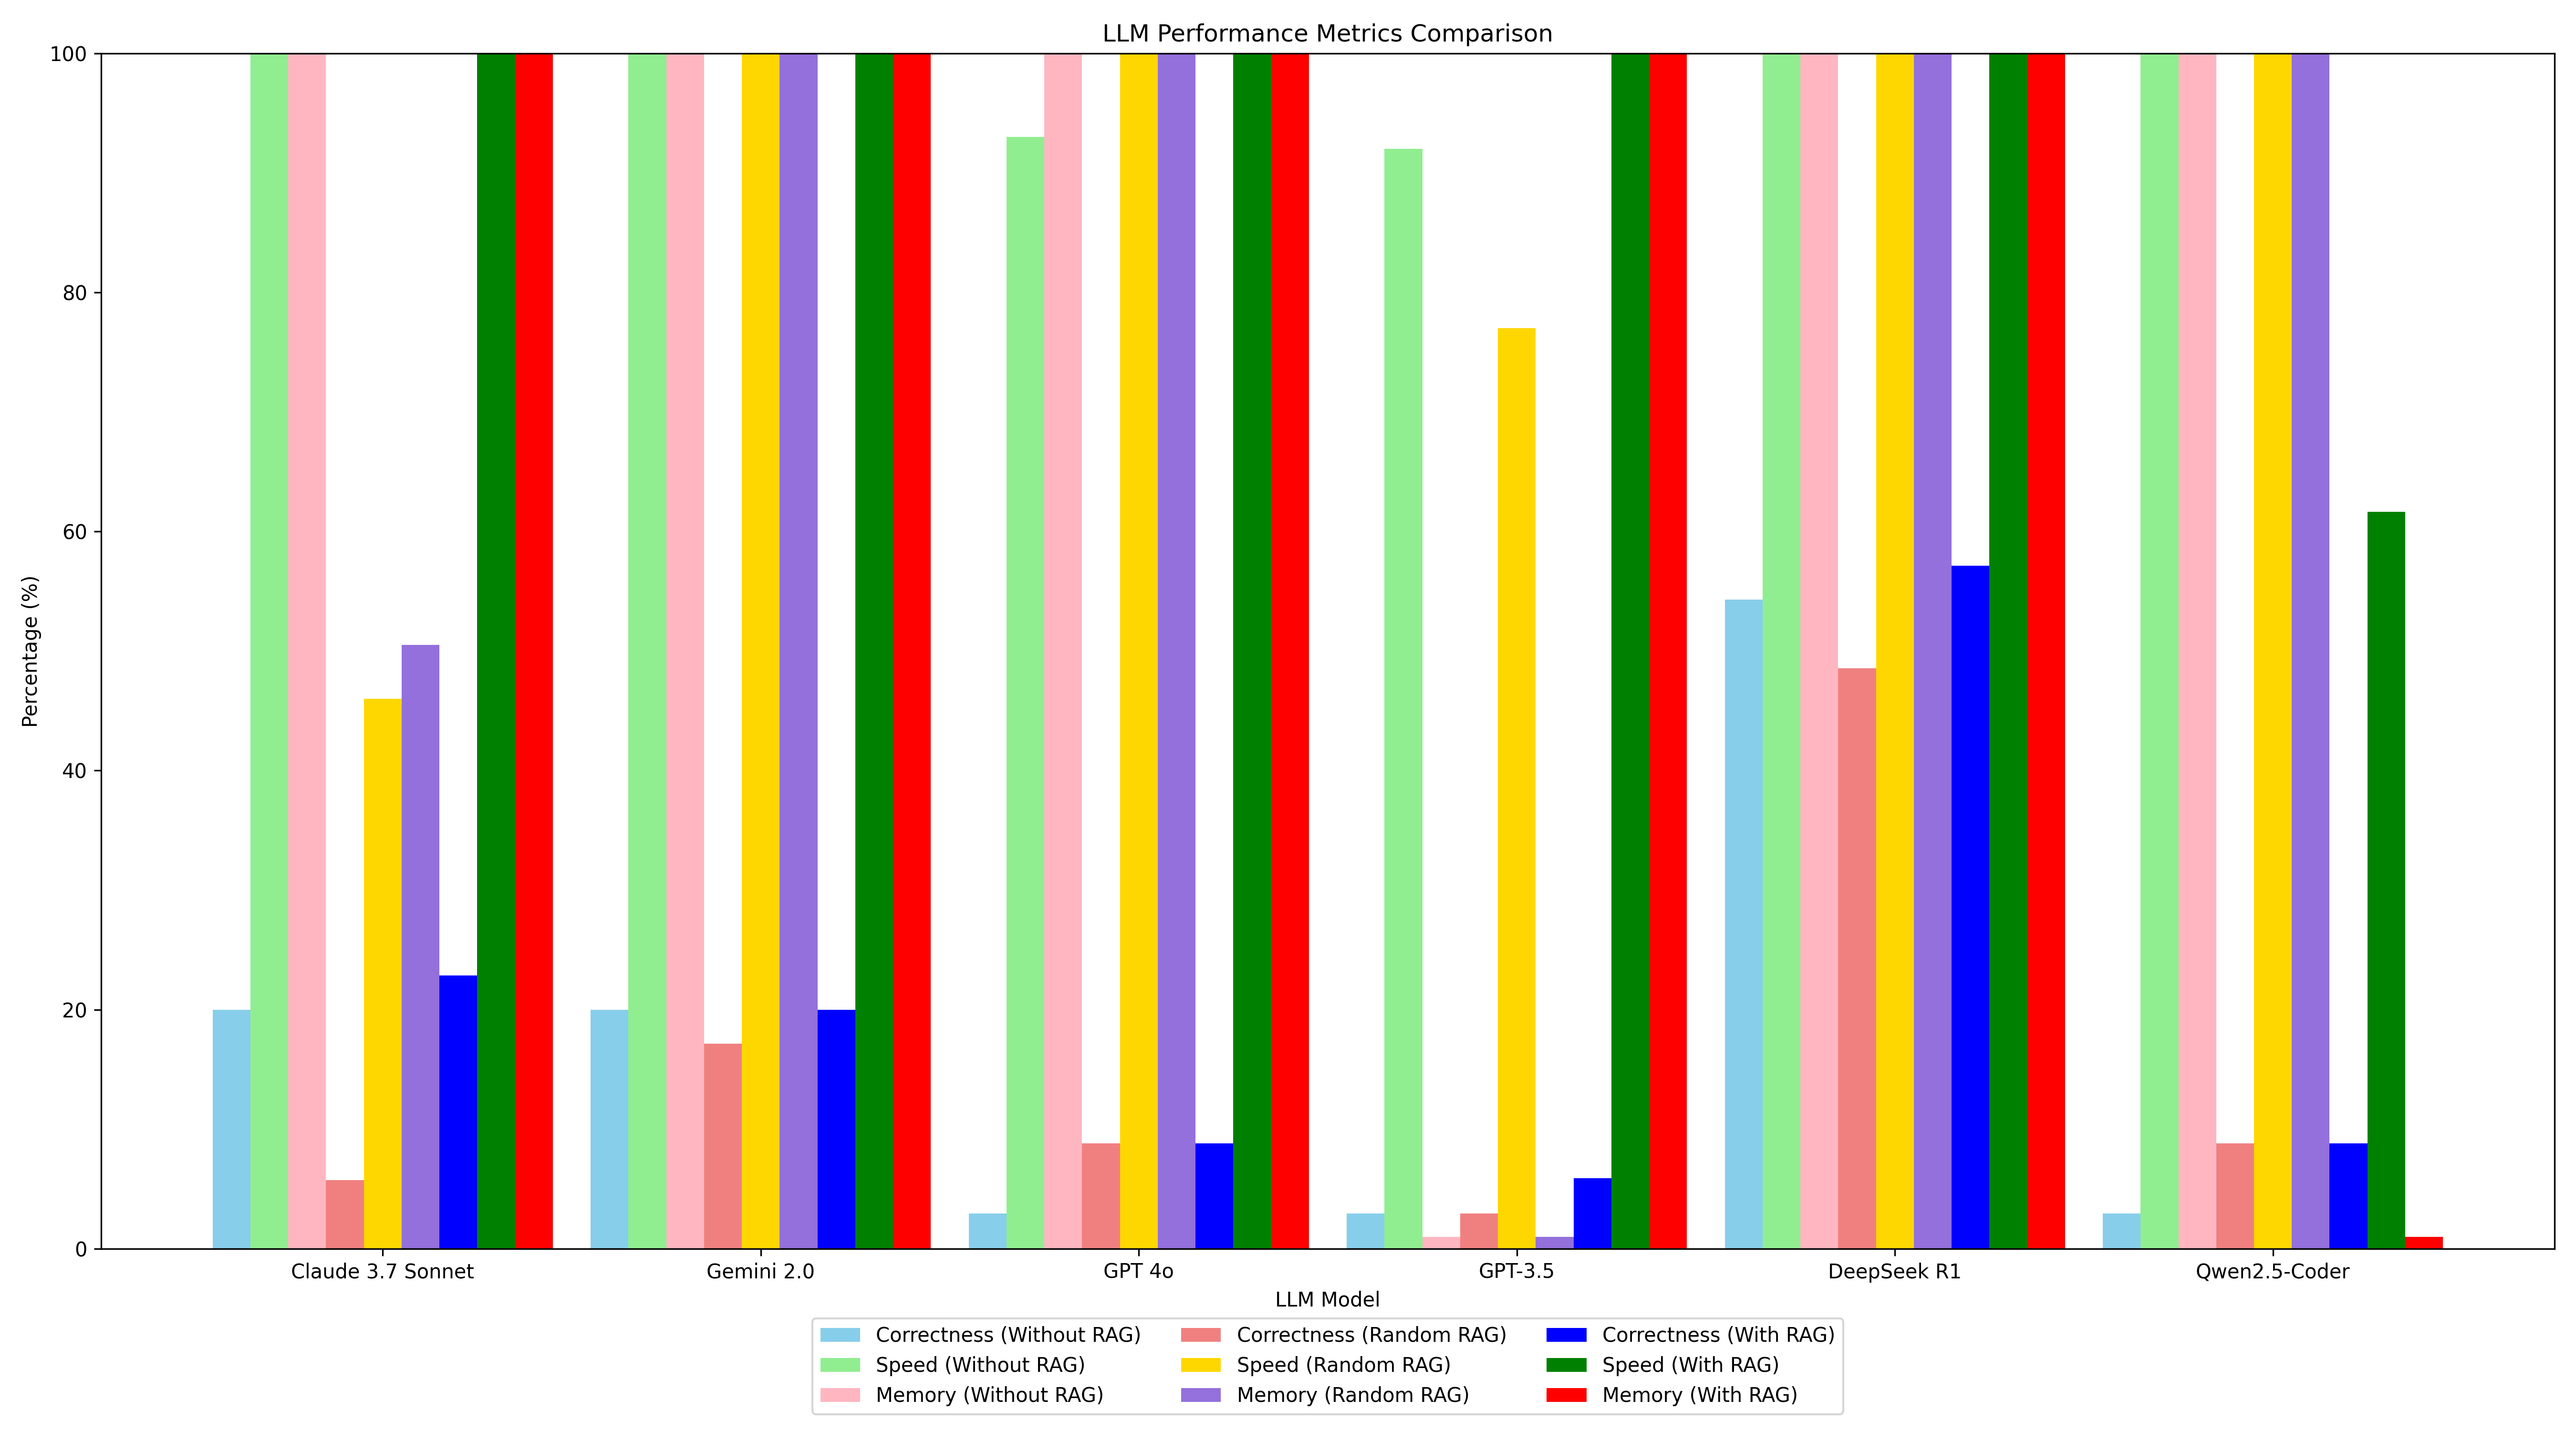 LLM Performance Metrics Comparison
100
80
60
40
20
0
Percentage (%)
Claude 3.7 Sonnet
Gemini 2.0
GPT 4o
GPT-3.5
DeepSeek R1
Qwen2.5-Coder
LLM Model
Correctness (Without RAG)
Speed (Without RAG)
Memory (Without RAG)
Correctness (Random RAG)
Speed (Random RAG)
Memory (Random RAG)
Correctness (With RAG)
Speed (With RAG)
Memory (With RAG)